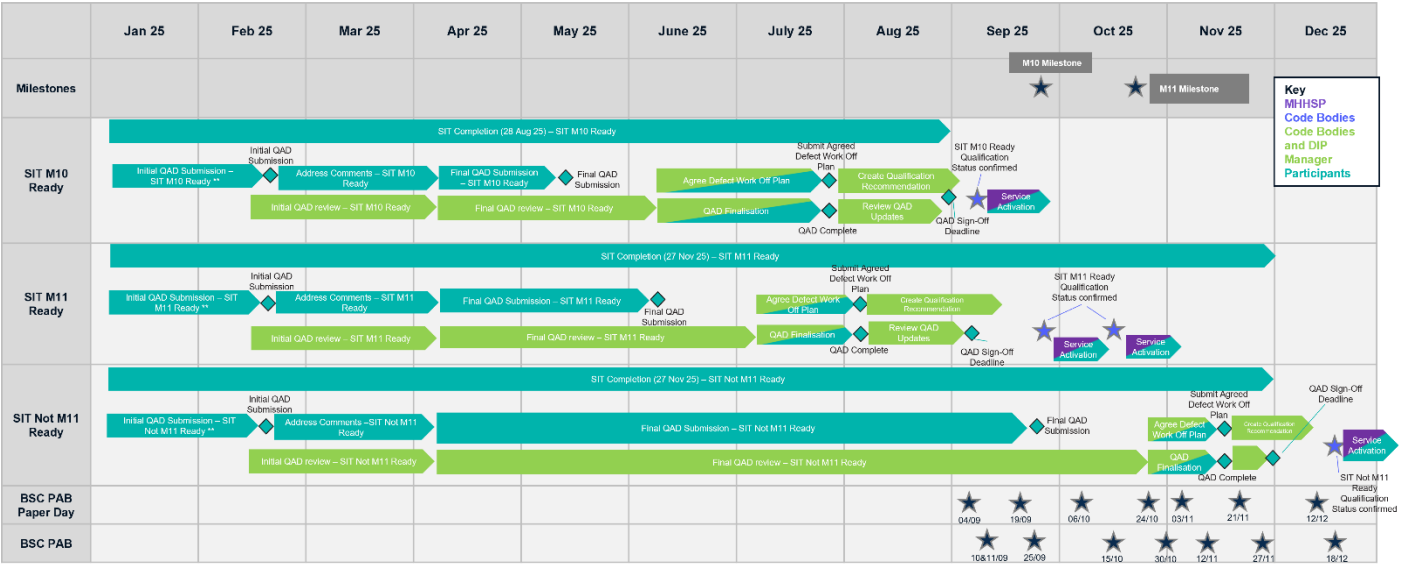 Jan 25 Feb 25 Mar 25 Apr 25 May 25 June 25 July 25 Aug 25 Sep 25 Oct 25 Nov 25 Dec 25
Milestones
M10 Milestone
M11 Milestone
Key
MHHSP
Code Bodies
Code Bodies
and DIP
Manager
Participants
SIT M10
Ready
SIT Completion (28 Aug 25) – SIT M10 Ready
Initial QAD Submission –
SIT M10 Ready **
Initial QAD
Submission
Address Comments – SIT M10
Ready
Final QAD Submission
– SIT M10 Ready
Final QAD
Submission
Agree Defect Work Off Plan
Submit Agreed
Defect Work Off
Plan
Create Qualification
Recommendation
SIT M10 Ready
Qualification
Status confirmed
Service
Activation
Initial QAD review – SIT M10 Ready
Final QAD review – SIT M10 Ready
QAD Finalisation
QAD Complete
Review QAD
Updates
QAD Sign-Off
Deadline
SIT M11
Ready
SIT Completion (27 Nov 25) – SIT M11 Ready
Initial QAD Submission – SIT
M11 Ready **
Initial QAD
Submission
Address Comments – SIT M11
Ready
Final QAD Submission – SIT M11 Ready
Final QAD
Submission
Agree Defect Work
Off Plan
Submit Agreed
Defect Work Off
Plan
Create Qualification
Recommendation
SIT M11 Ready
Qualification
Status confirmed
Service
Activation
Service
Activation
Initial QAD review – SIT M11 Ready
Final QAD review – SIT M11 Ready
QAD Finalisation
QAD Complete
Review QAD
Updates
QAD Sign-Off
Deadline
SIT Not M11
Ready
SIT Completion (27 Nov 25) – SIT Not M11 Ready
Initial QAD Submission – SIT
Not M11 Ready **
Initial QAD
Submission
Address Comments –SIT Not M11
Ready
Final QAD Submission – SIT Not M11 Ready
Final QAD
Submission
Agree Defect
Work Off Plan
Submit Agreed
Defect Work Off
Plan
Create Qualification
Recommendation
QAD Sign-Off
Deadline
Service
Activation
Initial QAD review – SIT Not M11 Ready
Final QAD review – SIT Not M11 Ready
QAD
Finalisation
QAD Complete
SIT Not M11
Ready
Qualification
Status confirmed
BSC PAB
Paper Day
04/09 19/09 06/10 24/10 03/11 21/11 12/12
BSC PAB
10&11/09 25/09 15/10 30/10 12/11 27/11 18/12